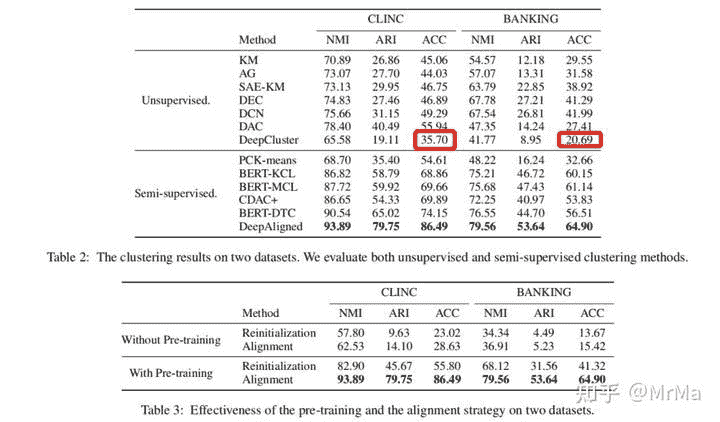 CLINC BANKING
Method NMI ARI ACC NMI ARI ACC
Unsupervised. KM 70.89 26.86 45.06 54.57 12.18 29.55
AG 73.07 27.70 44.03 57.07 13.31 31.58
SAE-KM 73.13 29.95 46.75 63.79 22.85 38.92
DEC 74.83 27.46 46.89 67.78 27.21 41.29
DCN 75.66 31.15 49.29 67.54 26.81 41.99
DAC 78.40 40.49 55.94 47.35 14.24 27.41
DeepCluster 65.58 19.11 35.70 41.77 8.95 20.69
Semi-supervised. PCK-means 68.70 35.40 54.61 48.22 16.24 32.66
BERT-KCL 86.82 58.79 68.86 75.21 46.72 60.15
BERT-MCL 87.72 59.92 69.66 75.68 47.43 61.14
CDAC+ 86.65 54.33 69.89 72.25 40.97 53.83
BERT-DTC 90.54 65.02 74.15 76.55 44.70 56.51
DeepAligned 93.89 79.75 86.49 79.56 53.64 64.90
Table 2: The clustering results on two datasets. We evaluate both unsupervised and semi-supervised clustering methods.
CLINC BANKING
Method NMI ARI ACC NMI ARI ACC
Without Pre-training Reinitialization 57.80 9.63 23.02 34.34 4.49 13.67
Alignment 62.53 14.10 28.63 36.91 5.23 15.42
With Pre-training Reinitialization 82.90 45.67 55.80 68.12 31.56 41.32
Alignment 93.89 79.75 86.49 79.56 53.64 64.90
知乎 @MrMa
Table 3: Effectiveness of the pre-training and the alignment strategy on two datasets.